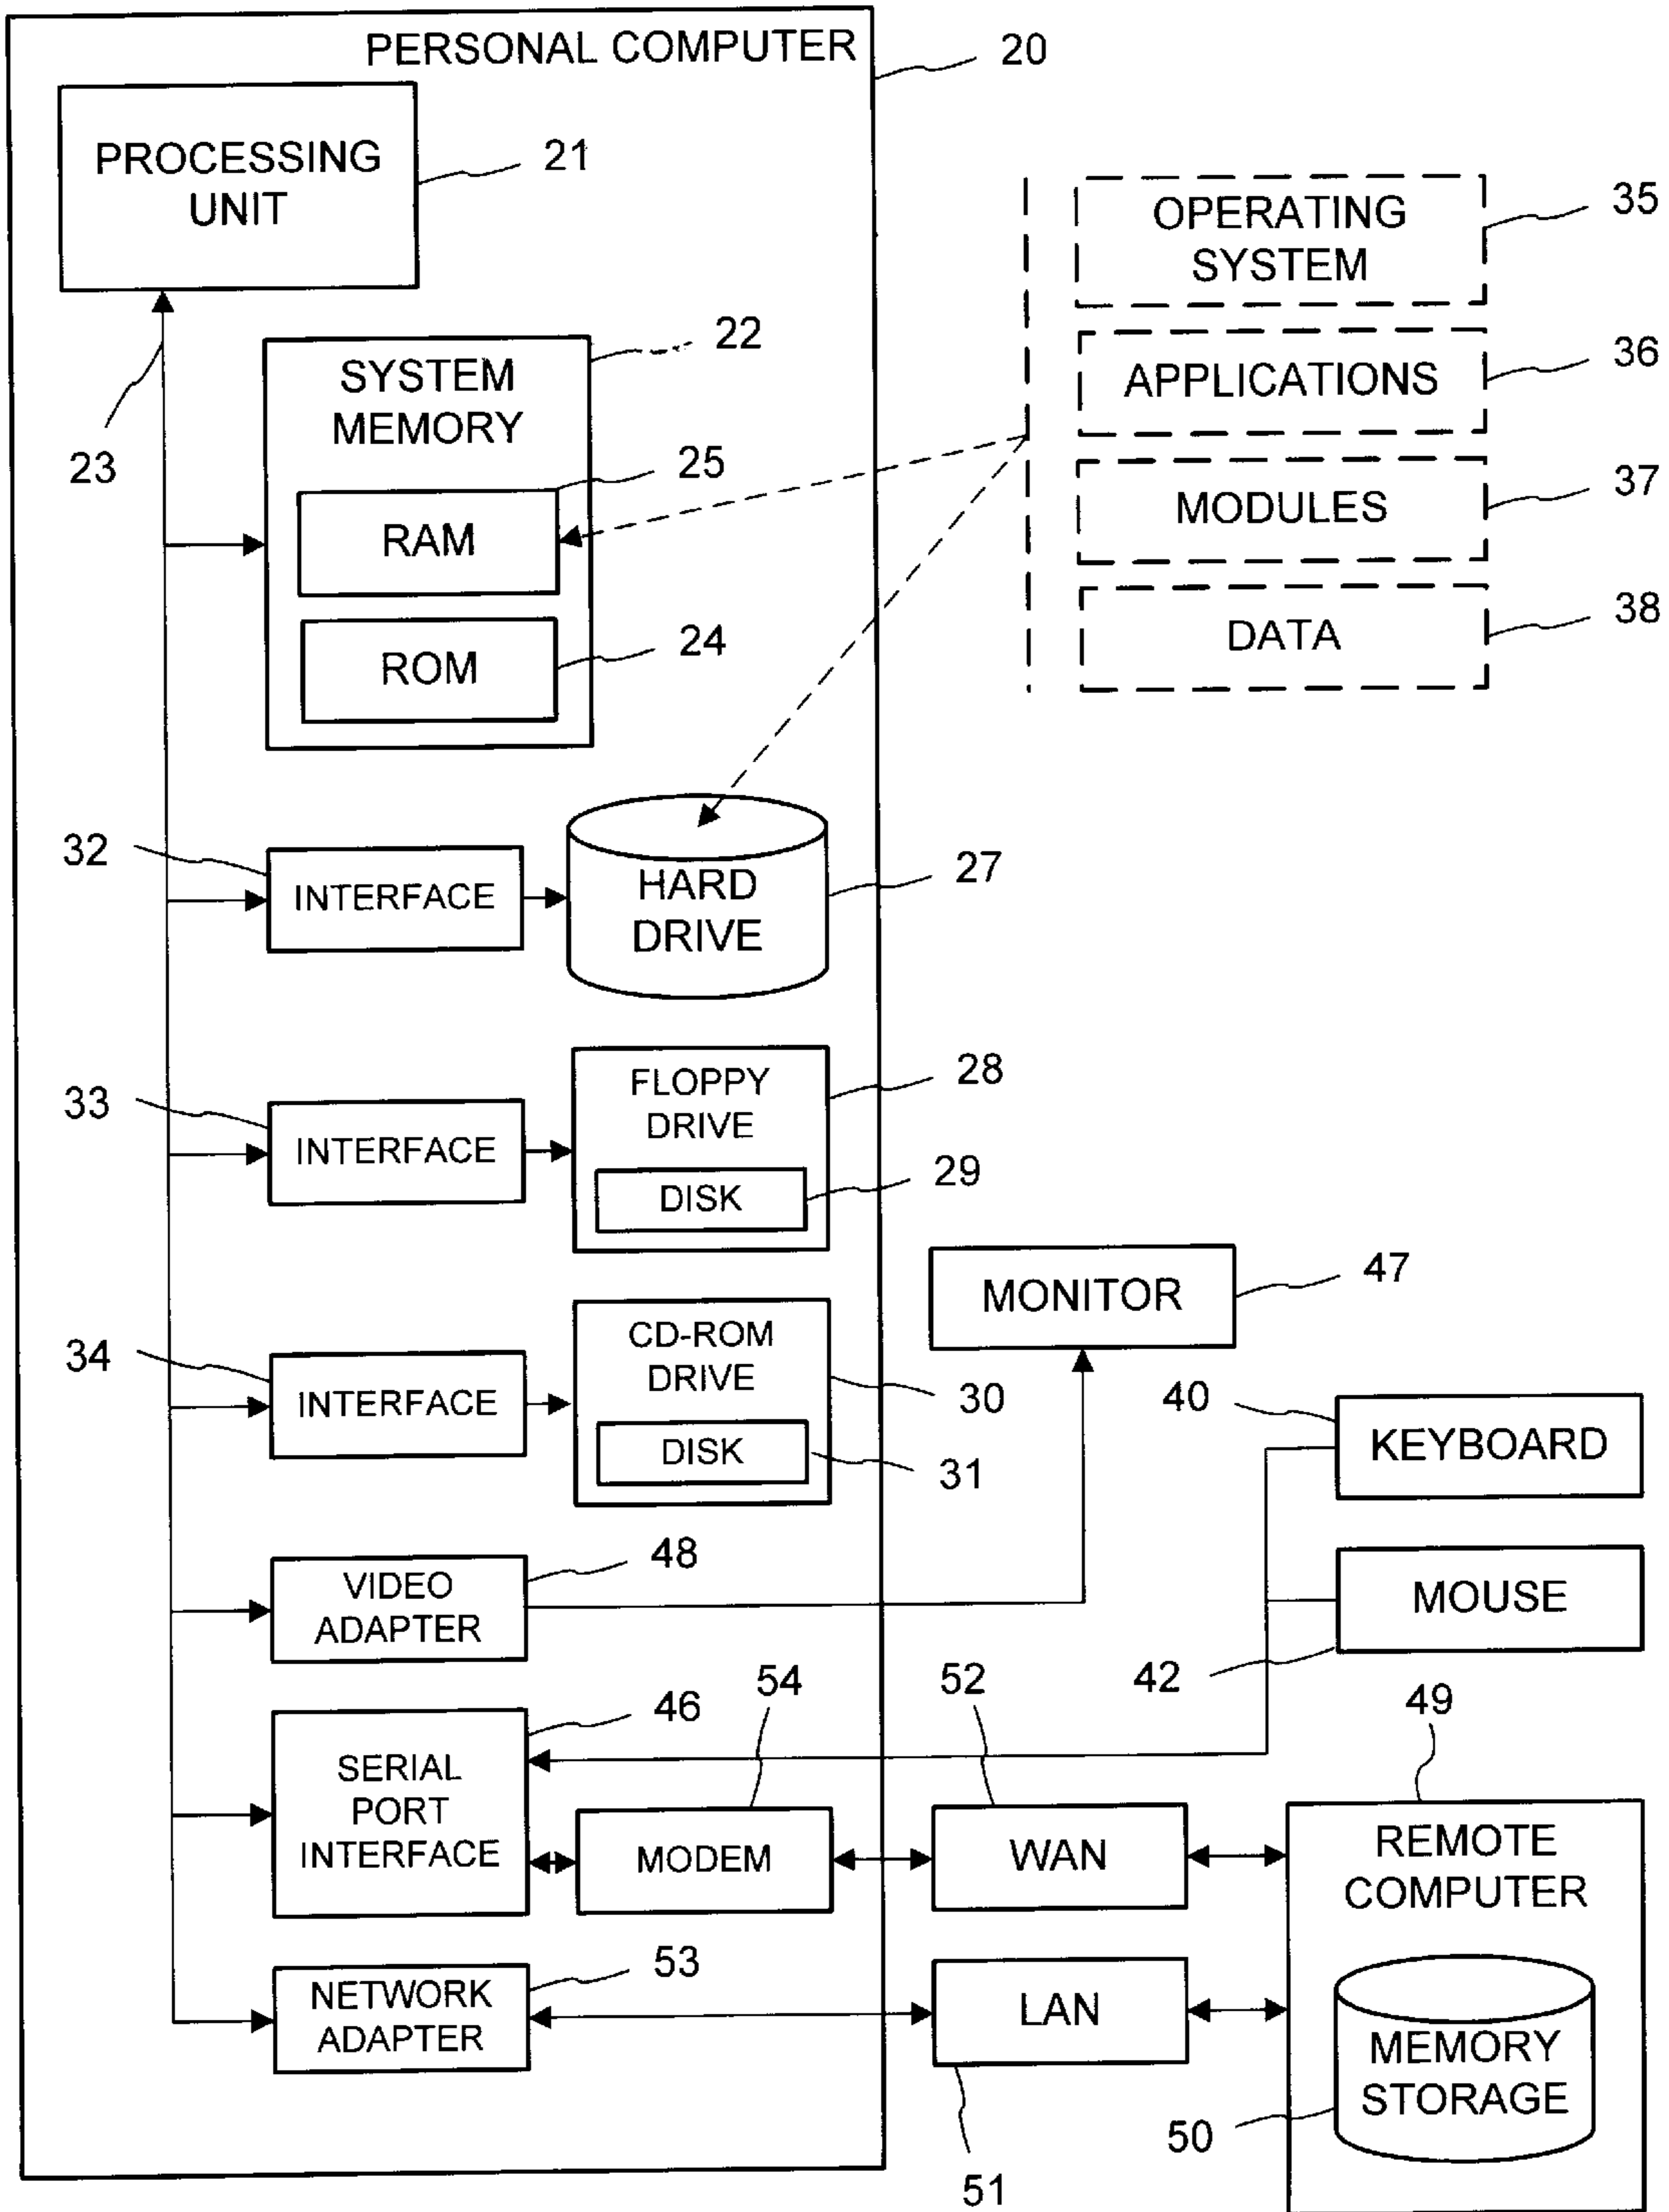 PERSONAL COMPUTER
20
PROCESSING
UNIT
21
OPERATING
SYSTEM
35
23
SYSTEM
MEMORY
22
APPLICATIONS
36
RAM
25
MODULES
37
ROM
24
DATA
38
32
INTERFACE
HARD
DRIVE
27
33
INTERFACE
FLOPPY
DRIVE
28
DISK
29
MONITOR
47
34
INTERFACE
CD-ROM
DRIVE
30
DISK
31
40
KEYBOARD
VIDEO
ADAPTER
48
MOUSE
42
SERIAL
PORT
INTERFACE
46
54
MODEM
52
WAN
49
REMOTE
COMPUTER
NETWORK
ADAPTER
53
LAN
51
MEMORY
STORAGE
50